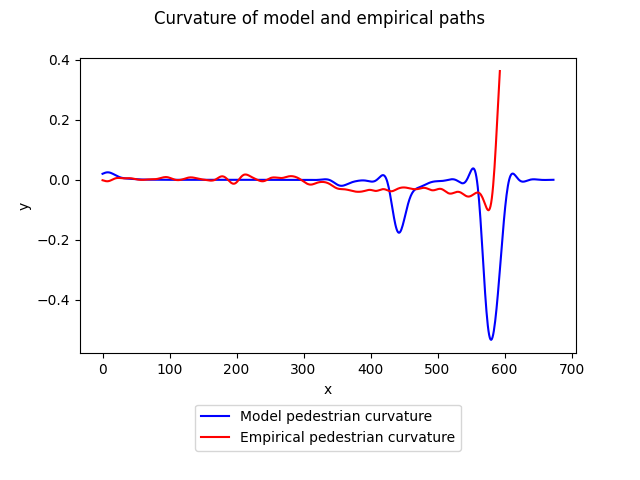 Curvature of model and empirical paths
0.4
0.2
0.0
−0.2
−0.4
y
0 100 200 300 400 500 600 700
x
Model pedestrian curvature
Empirical pedestrian curvature